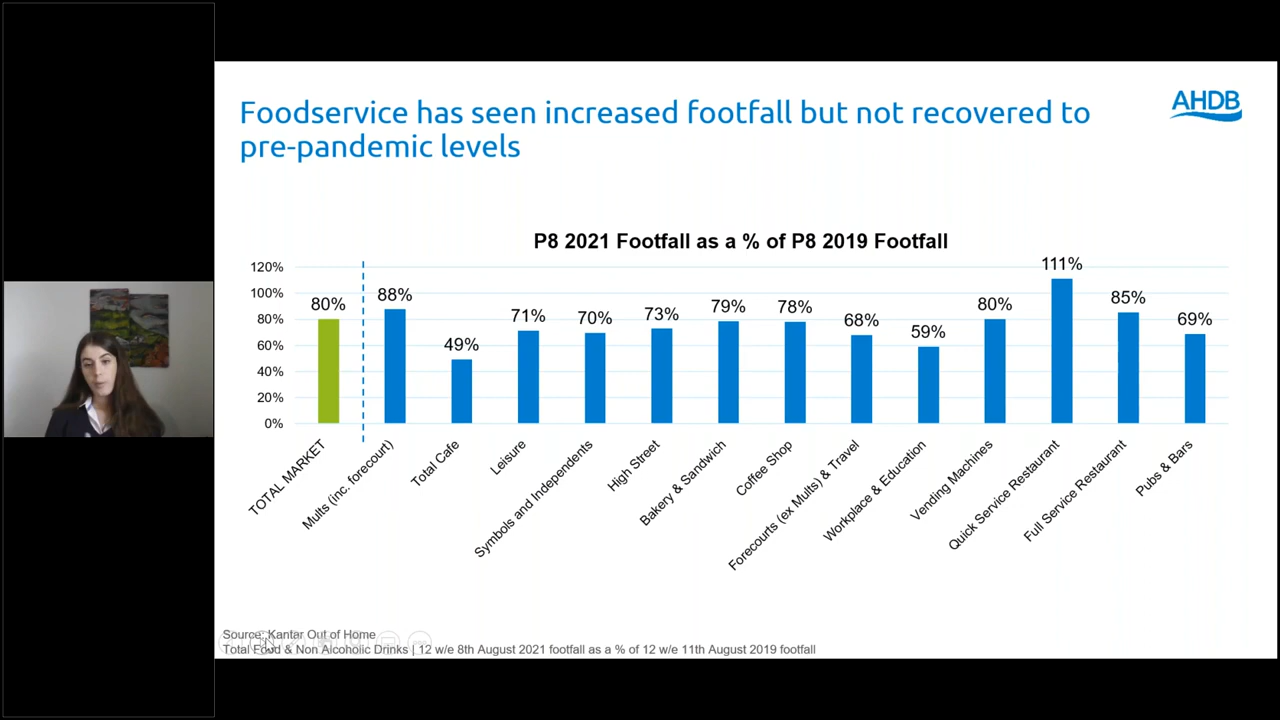 Foodservice has seen increased footfall but not recovered to
pre-pandemic levels
AHDB
P8 2021 Footfall as a % of P8 2019 Footfall
120%
100%
80%
60%
40%
20%
0%
80%
88%
49%
71%
70%
73%
79%
78%
68%
59%
80%
111%
85%
69%
TOTAL MARKET
Mults (inc. forecourt)
Total Cafe
Leisure
Symbols and Independents
High Street
Bakery & Sandwich
Coffee Shop
Forecourts (ex Mults) & Travel
Workplace & Education
Vending Machines
Quick Service Restaurant
Full Service Restaurant
Pubs & Bars
Source: Kantar Out of Home
Total Food & Non Alcoholic Drinks | 12 w/e 8th August 2021 footfall as a % of 12 w/e 11th August 2019 footfall